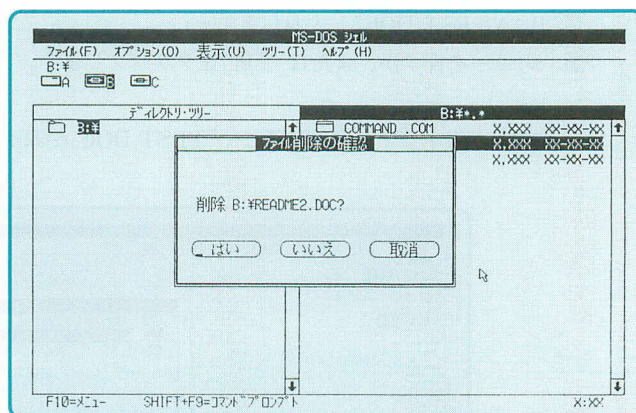 MS-DOS シェル
ファイル(F) オプション(O) 表示(V) ツリー(T) ヘルプ(H)
B:¥
A B C
ディレクトリ・ツリー B:¥*.*
B:¥ COMMAND .COM X,XXX XX-XX-XX
ファイル削除の確認 X,XXX XX-XX-XX
X,XXX XX-XX-XX
削除 B:¥README2.DOC?
はい いいえ 取消
F10=メニュー SHIFT+F9=コマンドプロンプト X:XX